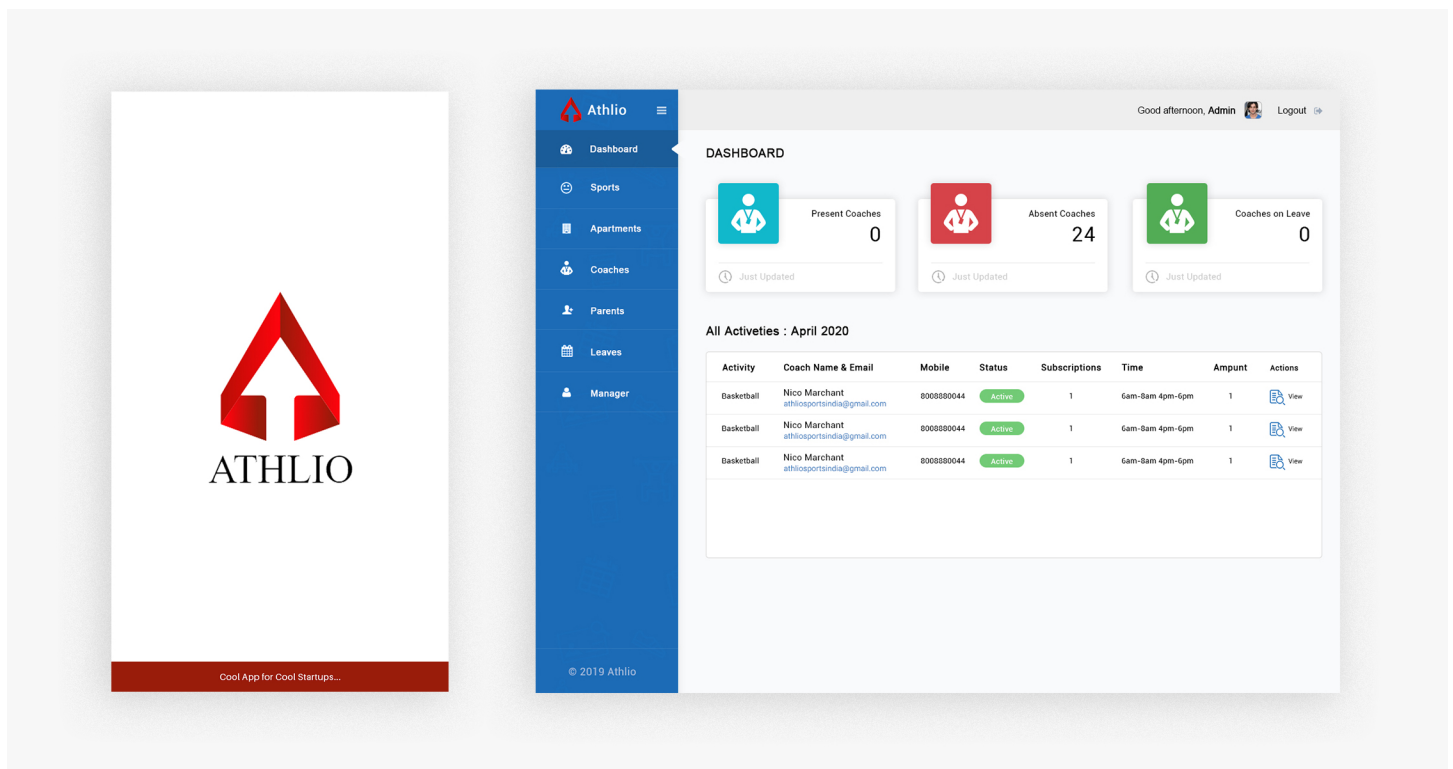 ATHLIO
Cool App for Cool Startups...
Athlio
Good afternoon, Admin Logout
Dashboard
Sports
Apartments
Coaches
Parents
Leaves
Manager
© 2019 Athlio
DASHBOARD
Present Coaches
0
Just Updated
Absent Coaches
24
Just Updated
Coaches on Leave
0
Just Updated
All Activeties : April 2020
Activity Coach Name & Email Mobile Status Subscriptions Time Ampunt Actions
Basketball Nico Marchant 8008880044 Active 1 6am-8am 4pm-6pm 1 View
athliosportsindia@gmail.com
Basketball Nico Marchant 8008880044 Active 1 6am-8am 4pm-6pm 1 View
athliosportsindia@gmail.com
Basketball Nico Marchant 8008880044 Active 1 6am-8am 4pm-6pm 1 View
athliosportsindia@gmail.com